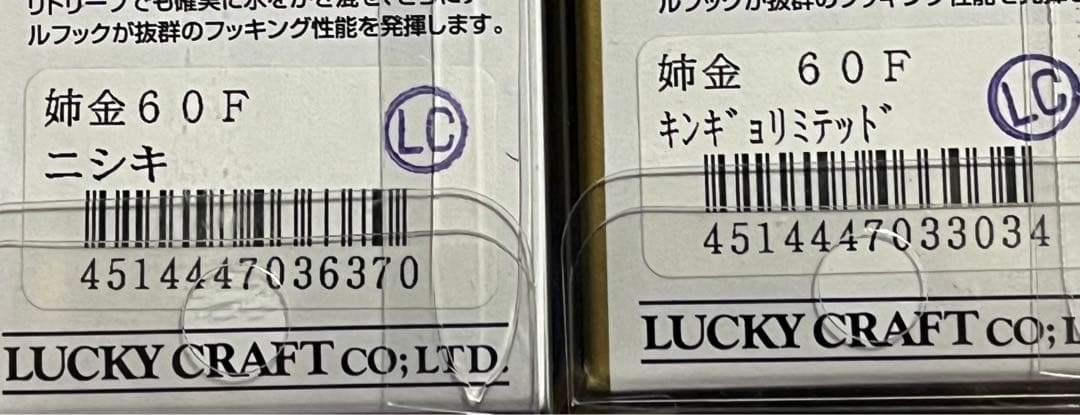 ルフックが抜群のフッキング性能を発揮します。
姉金60F
ニシキ
LC
4514447036370
LUCKY CRAFT CO;LTD.
姉金 60F
キンギョリミテッド
LC
4514447033034
LUCKY CRAFT CO;L